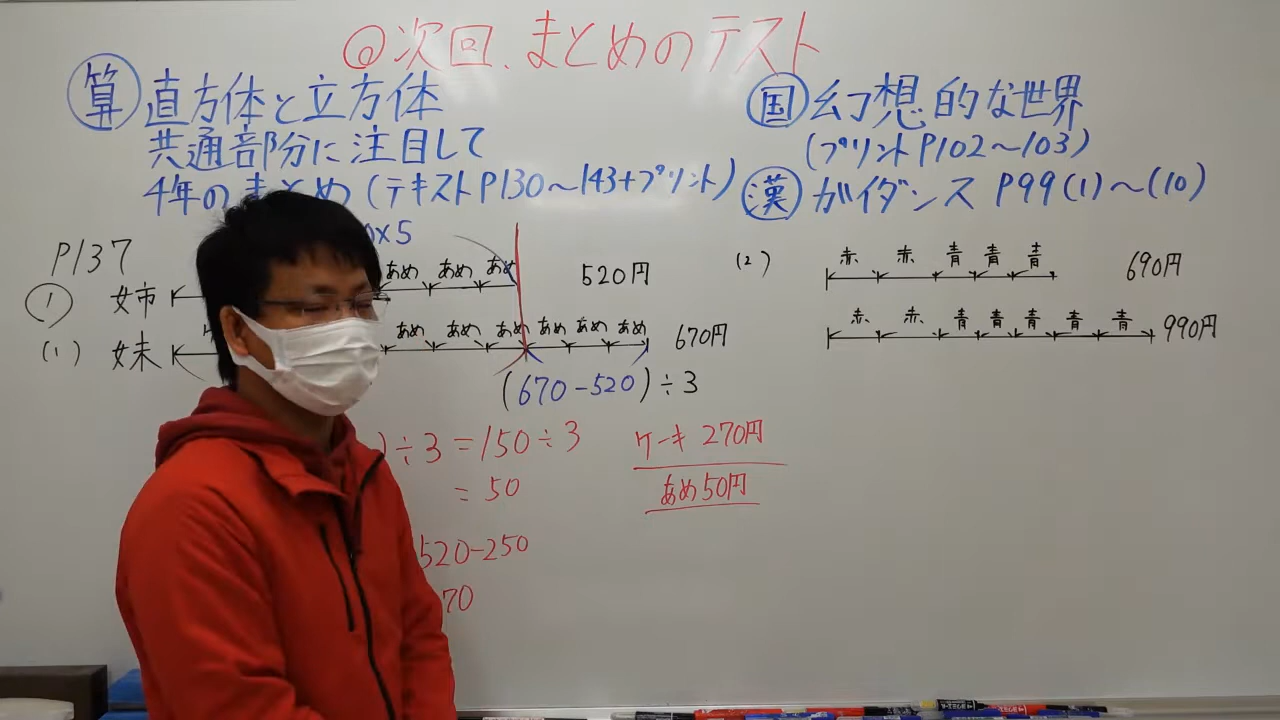 @次回、まとめのテスト
算 直方体と立方体
共通部分に注目して
4年のまとめ(テキストP130〜143+プリント)
国 幻想的な世界
(プリントP102〜103)
漢 ガイダンス P99(1)〜(10)
P137
×5
① 姉 あめ あめ あめ 520円
(1) 妹 あめ あめ あめ あめ あめ あめ 670円
(670-520)÷3
)÷3=150÷3
=50
520-250
70
ケーキ 270円
あめ50円
(2) 赤 赤 青 青 青 690円
赤 赤 青 青 青 青 青 990円